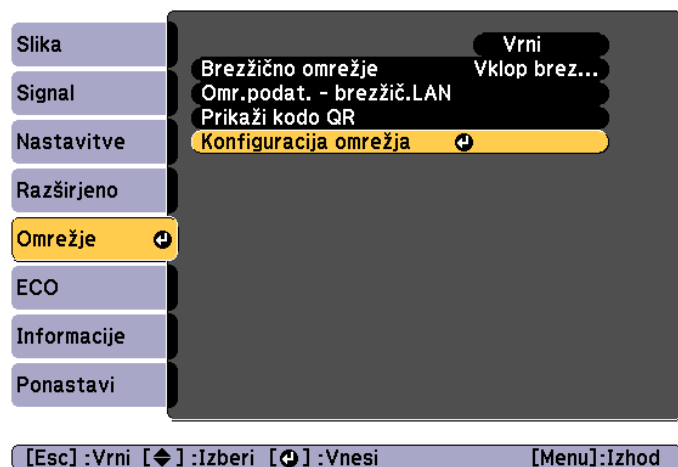 Slika
Signal
Nastavitve
Razširjeno
Omrežje
ECO
Informacije
Ponastavi
Vrni
Brezžično omrežje Vklop brez...
Omr.podat. - brezžič.LAN
Prikaži kodo QR
Konfiguracija omrežja
[Esc] :Vrni [ ] :Izberi [ ] :Vnesi [Menu]:Izhod